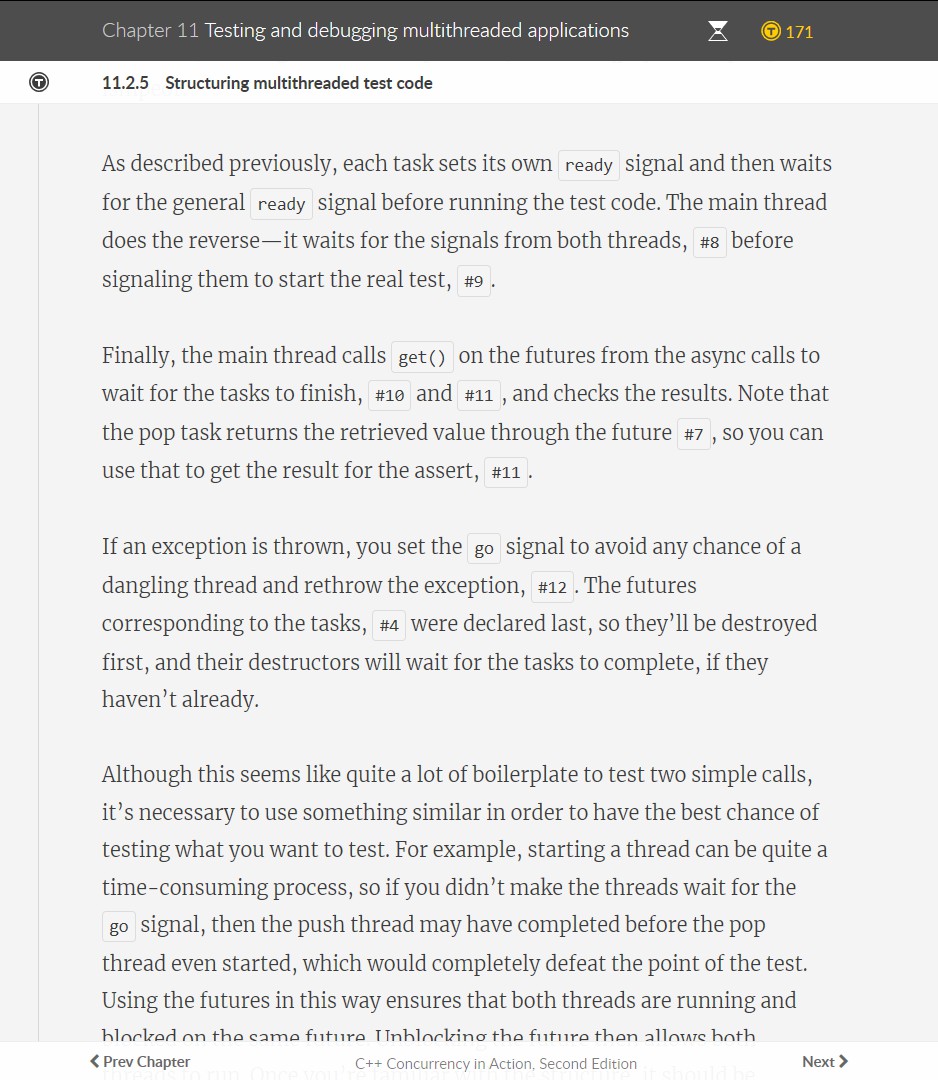 Chapter 11 Testing and debugging multithreaded applications
171
11.2.5 Structuring multithreaded test code
As described previously, each task sets its own ready signal and then waits
for the general ready signal before running the test code. The main thread
does the reverse—it waits for the signals from both threads, #8 before
signaling them to start the real test, #9 .
Finally, the main thread calls get() on the futures from the async calls to
wait for the tasks to finish, #10 and #11 , and checks the results. Note that
the pop task returns the retrieved value through the future #7 , so you can
use that to get the result for the assert, #11 .
If an exception is thrown, you set the go signal to avoid any chance of a
dangling thread and rethrow the exception, #12 . The futures
corresponding to the tasks, #4 were declared last, so they’ll be destroyed
first, and their destructors will wait for the tasks to complete, if they
haven’t already.
Although this seems like quite a lot of boilerplate to test two simple calls,
it’s necessary to use something similar in order to have the best chance of
testing what you want to test. For example, starting a thread can be quite a
time-consuming process, so if you didn’t make the threads wait for the
go signal, then the push thread may have completed before the pop
thread even started, which would completely defeat the point of the test.
Using the futures in this way ensures that both threads are running and
blocked on the same future. Unblocking the future then allows both
threads to run. Once you’re familiar with the structure, it should be
Prev Chapter
C++ Concurrency in Action, Second Edition
Next